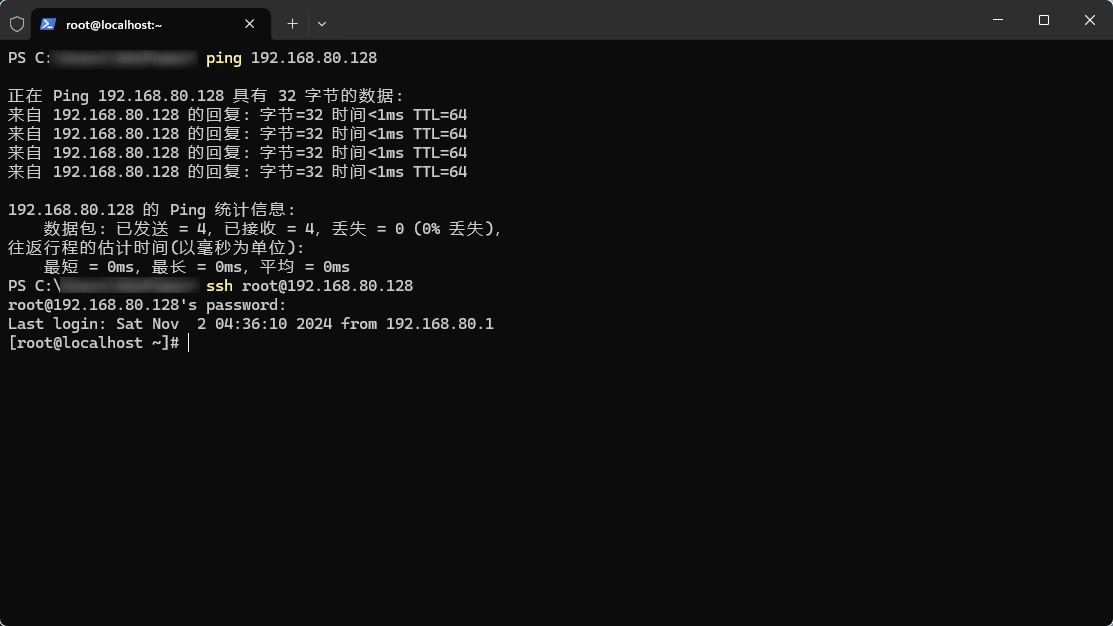 root@localhost:~
PS C: ping 192.168.80.128
正在 Ping 192.168.80.128 具有 32 字节的数据:
来自 192.168.80.128 的回复: 字节=32 时间<1ms TTL=64
来自 192.168.80.128 的回复: 字节=32 时间<1ms TTL=64
来自 192.168.80.128 的回复: 字节=32 时间<1ms TTL=64
来自 192.168.80.128 的回复: 字节=32 时间<1ms TTL=64
192.168.80.128 的 Ping 统计信息:
数据包: 已发送 = 4, 已接收 = 4, 丢失 = 0 (0% 丢失),
往返行程的估计时间(以毫秒为单位):
最短 = 0ms, 最长 = 0ms, 平均 = 0ms
PS C:\ ssh root@192.168.80.128
root@192.168.80.128's password:
Last login: Sat Nov  2 04:36:10 2024 from 192.168.80.1
[root@localhost ~]#